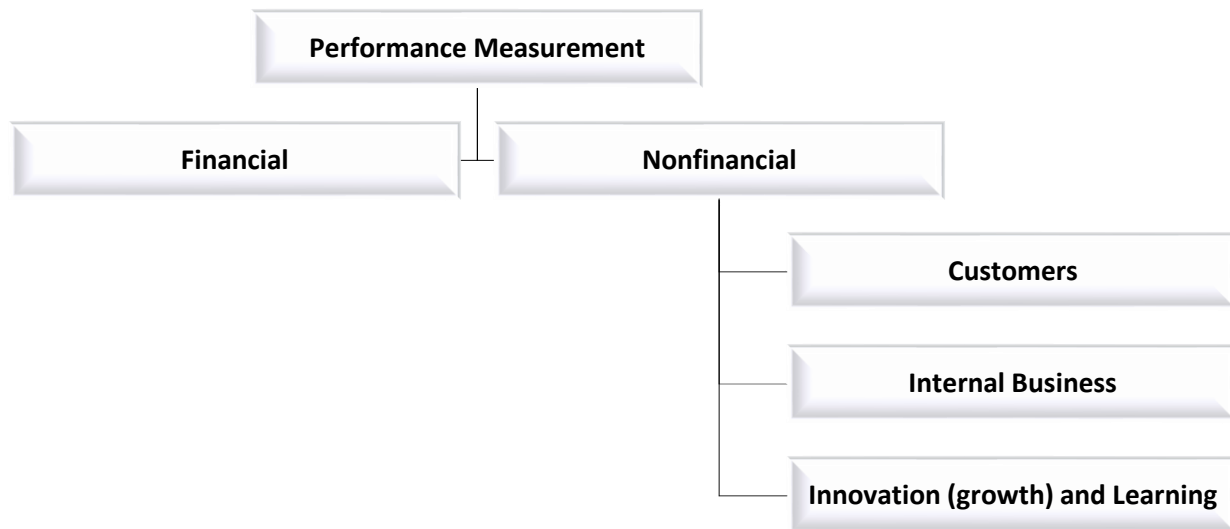 Performance Measurement
Financial
Nonfinancial
Customers
Internal Business
Innovation (growth) and Learning